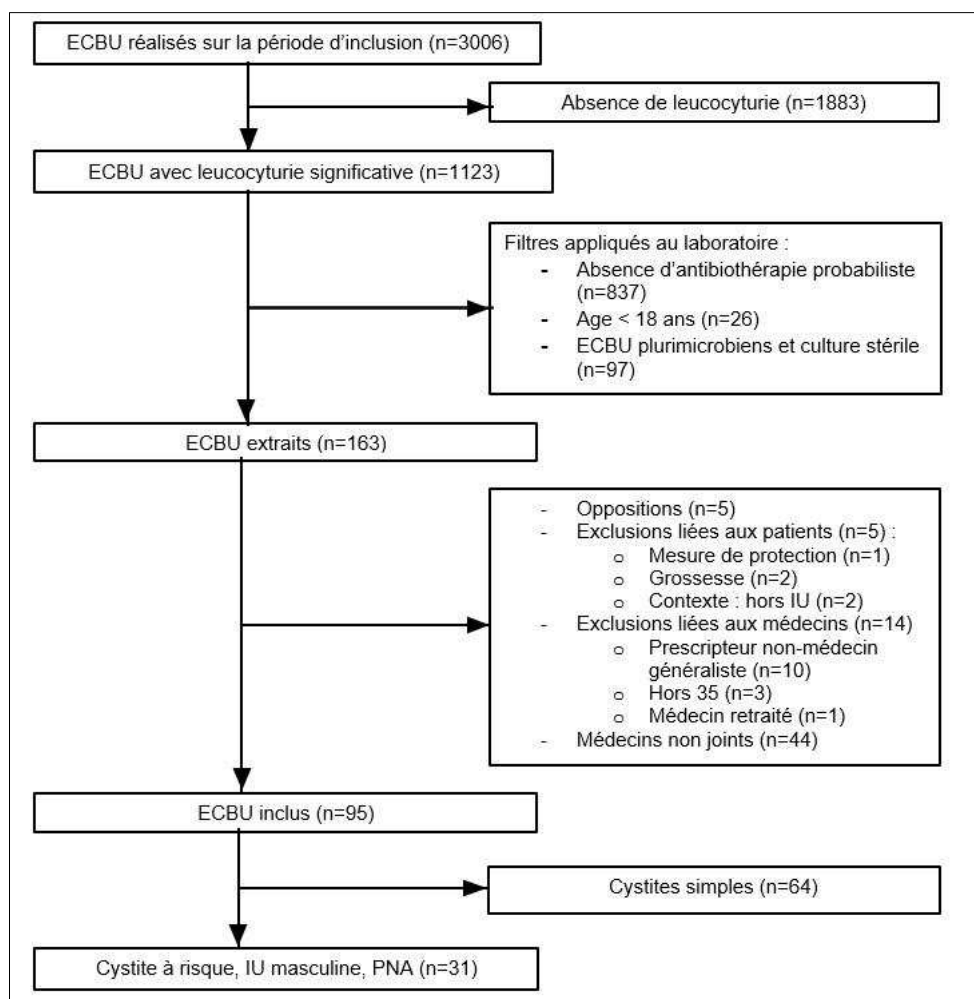 ECBU réalisés sur la période d'inclusion (n=3006)
Absence de leucocyturie (n=1883)
ECBU avec leucocyturie significative (n=1123)
Filtres appliqués au laboratoire :
- Absence d'antibiothérapie probabiliste
(n=837)
- Age < 18 ans (n=26)
- ECBU plurimicrobiens et culture stérile
(n=97)
ECBU extraits (n=163)
- Oppositions (n=5)
- Exclusions liées aux patients (n=5) :
o Mesure de protection (n=1)
o Grossesse (n=2)
o Contexte : hors IU (n=2)
- Exclusions liées aux médecins (n=14)
o Prescripteur non-médecin
généraliste (n=10)
o Hors 35 (n=3)
o Médecin retraité (n=1)
- Médecins non joints (n=44)
ECBU inclus (n=95)
Cystites simples (n=64)
Cystite à risque, IU masculine, PNA (n=31)